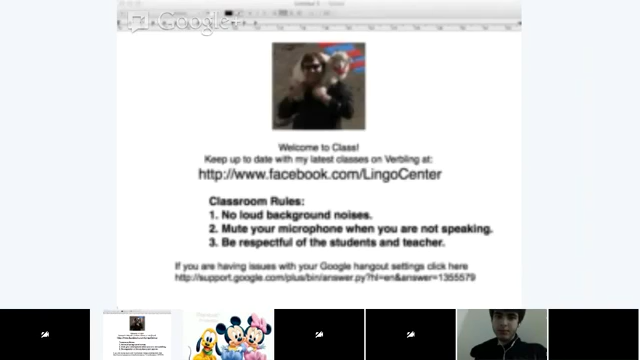 Google+
Welcome to Class!
Keep up to date with my latest classes on Verbling at:
http://www.facebook.com/LingoCenter
Classroom Rules:
1. No loud background noises.
2. Mute your microphone when you are not speaking.
3. Be respectful of the students and teacher.
If you are having issues with your Google hangout settings click here
http://support.google.com/plus/bin/answer.py?hl=en&answer=1355579